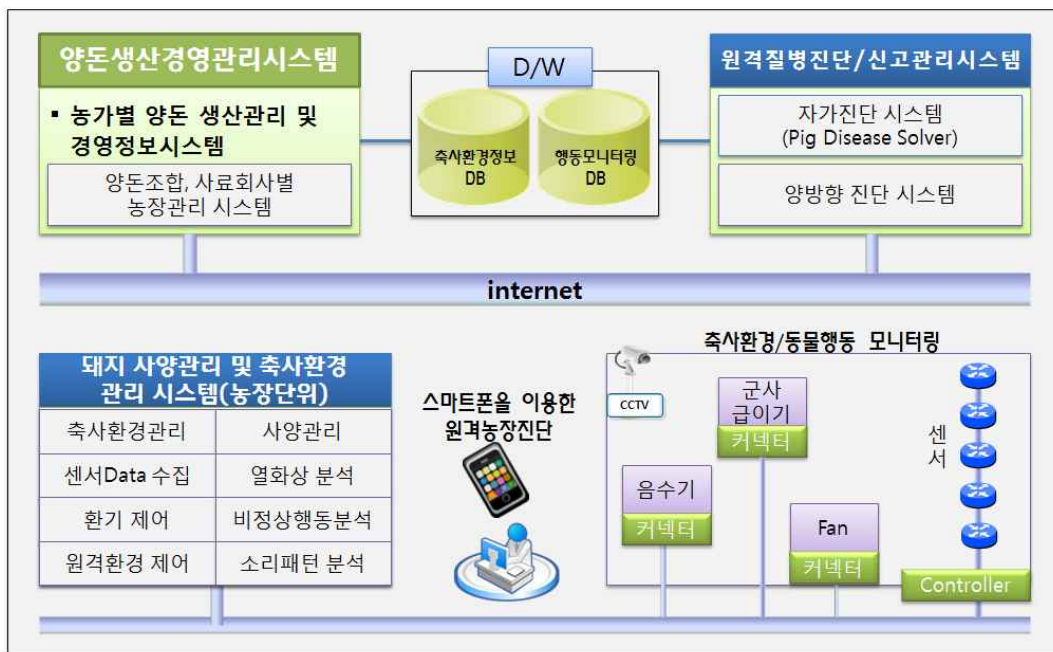 양돈생산경영관리시스템
▪ 농가별 양돈 생산관리 및
경영정보시스템
양돈조합, 사료회사별
농장관리 시스템
D/W
축사환경정보
DB
행동모니터링
DB
원격질병진단/신고관리시스템
자가진단 시스템
(Pig Disease Solver)
양방향 진단 시스템
internet
돼지 사양관리 및 축사환경
관리 시스템(농장단위)
축사환경관리
사양관리
센서Data 수집
열화상 분석
환기 제어
비정상행동분석
원격환경 제어
소리패턴 분석
스마트폰을 이용한
원격농장진단
축사환경/동물행동 모니터링
CCTV
군사
급이기
커넥터
음수기
커넥터
Fan
커넥터
센
서
Controller